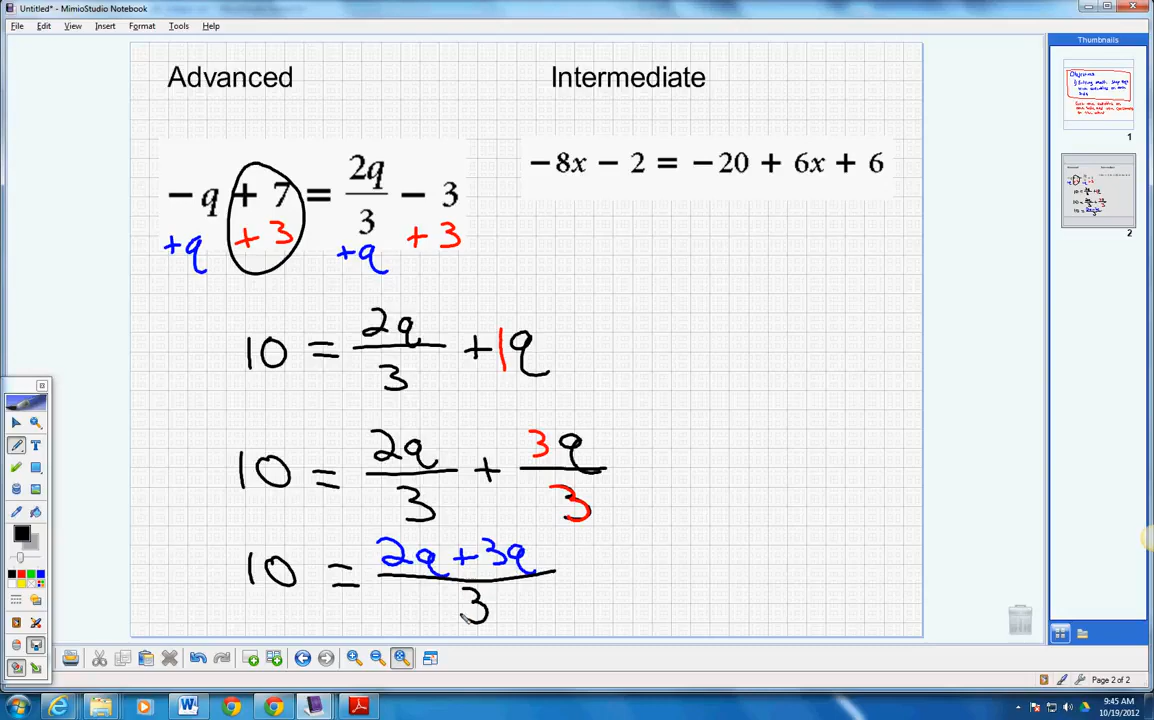 Untitled* - MimioStudio Notebook
File Edit View Insert Format Tools Help
Thumbnails
Advanced
Intermediate
-q + 7 = 2q/3 - 3
+q + 3 +q + 3
-8x - 2 = -20 + 6x + 6
10 = 2q/3 + 1q
10 = 2q/3 + 3q/3
10 = 2q + 3q/3
1
2
Page 2 of 2
9:45 AM
10/19/2012